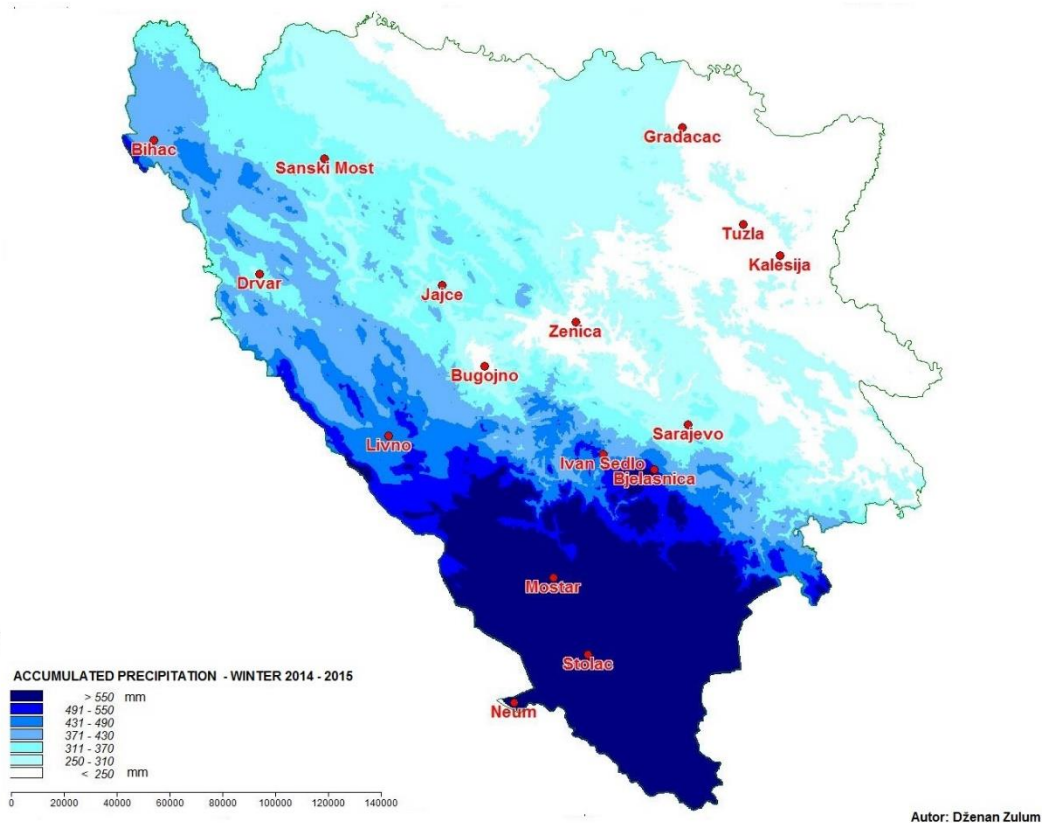 Gradacac
Bihac
Sanski Most
Tuzla
Kalesija
Drvar
Jajce
Zenica
Bugojno
Sarajevo
Livno
Ivan Sedlo
Bjelasnica
Mostar
Stolac
Neum
ACCUMULATED PRECIPITATION - WINTER 2014 - 2015
> 550 mm
491 - 550
431 - 490
371 - 430
311 - 370
250 - 310
< 250 mm
0 20000 40000 60000 80000 100000 120000 140000
Autor: Dženan Zulum